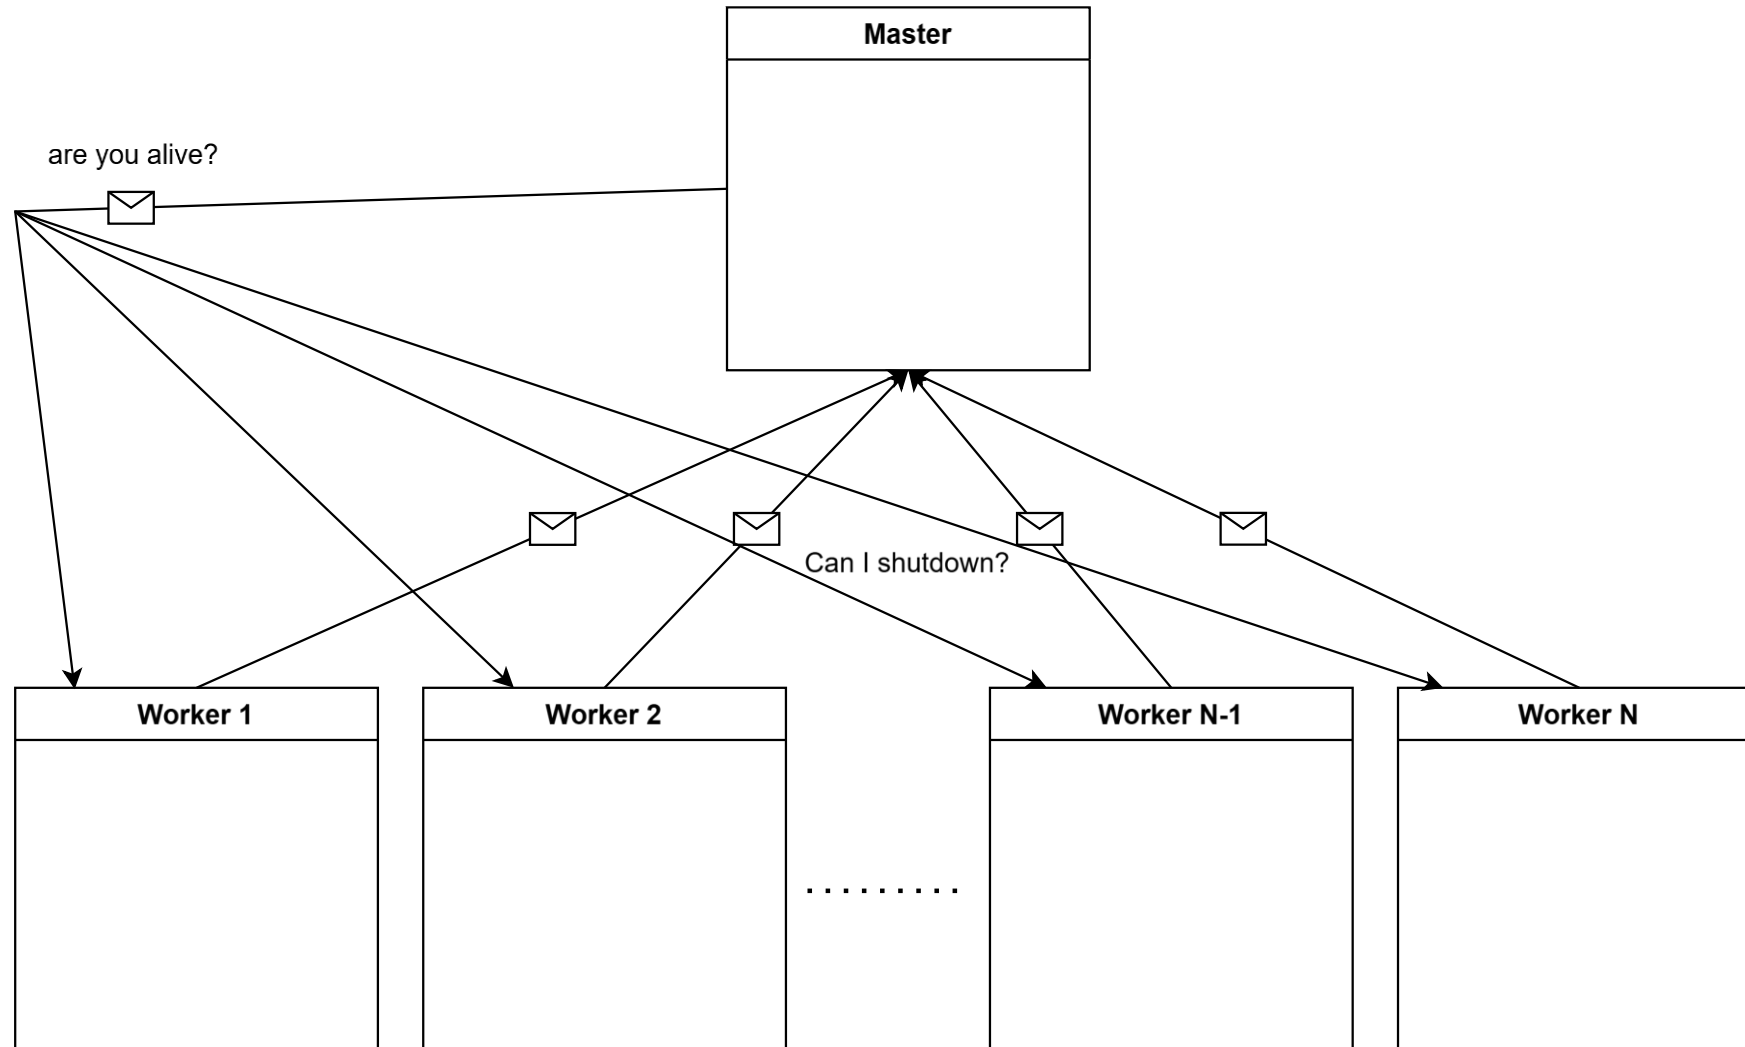 Master
are you alive?
Can I shutdown?
Worker 1
Worker 2
Worker N-1
Worker N
. . . . . . . . .